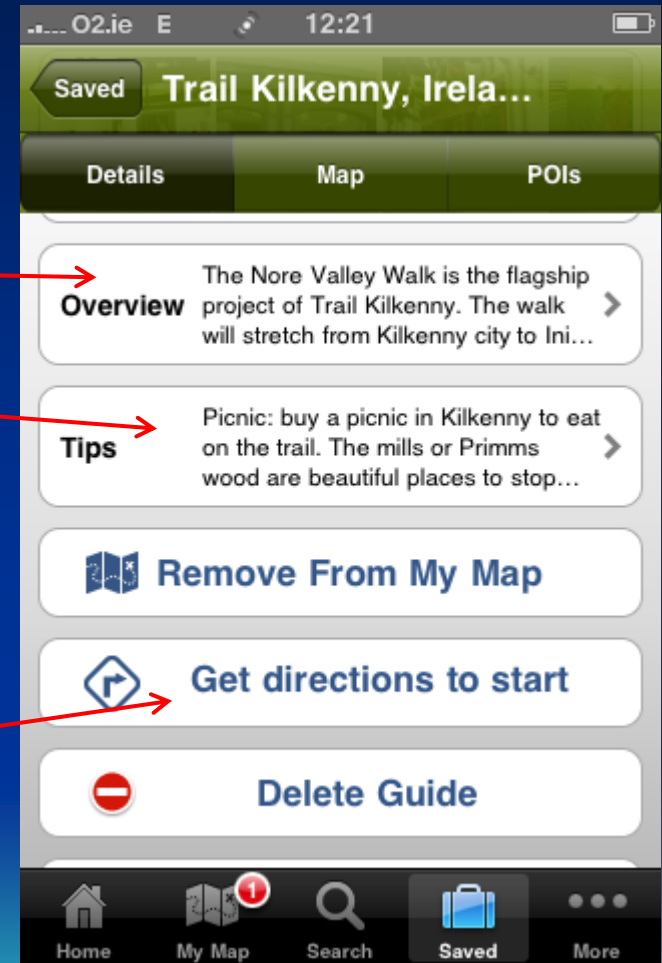 O2.ie E 12:21
Saved Trail Kilkenny, Irela...
Details Map POIs
Overview
The Nore Valley Walk is the flagship
project of Trail Kilkenny. The walk
will stretch from Kilkenny city to Ini...
Tips
Picnic: buy a picnic in Kilkenny to eat
on the trail. The mills or Primms
wood are beautiful places to stop...
Remove From My Map
Get directions to start
Delete Guide
1
Home My Map Search Saved More